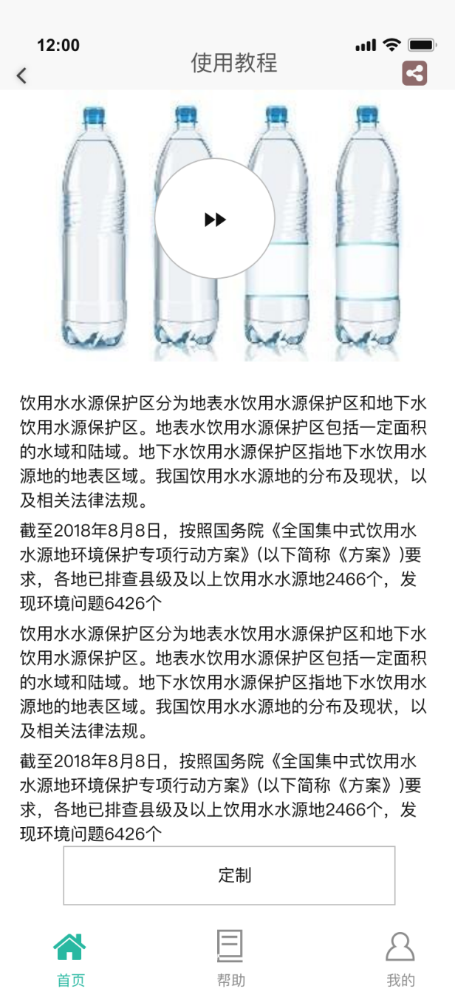 12:00
使用教程
饮用水水源保护区分为地表水饮用水源保护区和地下水
饮用水源保护区。地表水饮用水源保护区包括一定面积
的水域和陆域。地下水饮用水源保护区指地下水饮用水
源地的地表区域。我国饮用水水源地的分布及现状，以
及相关法律法规。
截至2018年8月8日，按照国务院《全国集中式饮用水
水源地环境保护专项行动方案》(以下简称《方案》)要
求，各地已排查县级及以上饮用水水源地2466个，发
现环境问题6426个
饮用水水源保护区分为地表水饮用水源保护区和地下水
饮用水源保护区。地表水饮用水源保护区包括一定面积
的水域和陆域。地下水饮用水源保护区指地下水饮用水
源地的地表区域。我国饮用水水源地的分布及现状，以
及相关法律法规。
截至2018年8月8日，按照国务院《全国集中式饮用水
水源地环境保护专项行动方案》(以下简称《方案》)要
求，各地已排查县级及以上饮用水水源地2466个，发
现环境问题6426个
定制
首页
帮助
我的